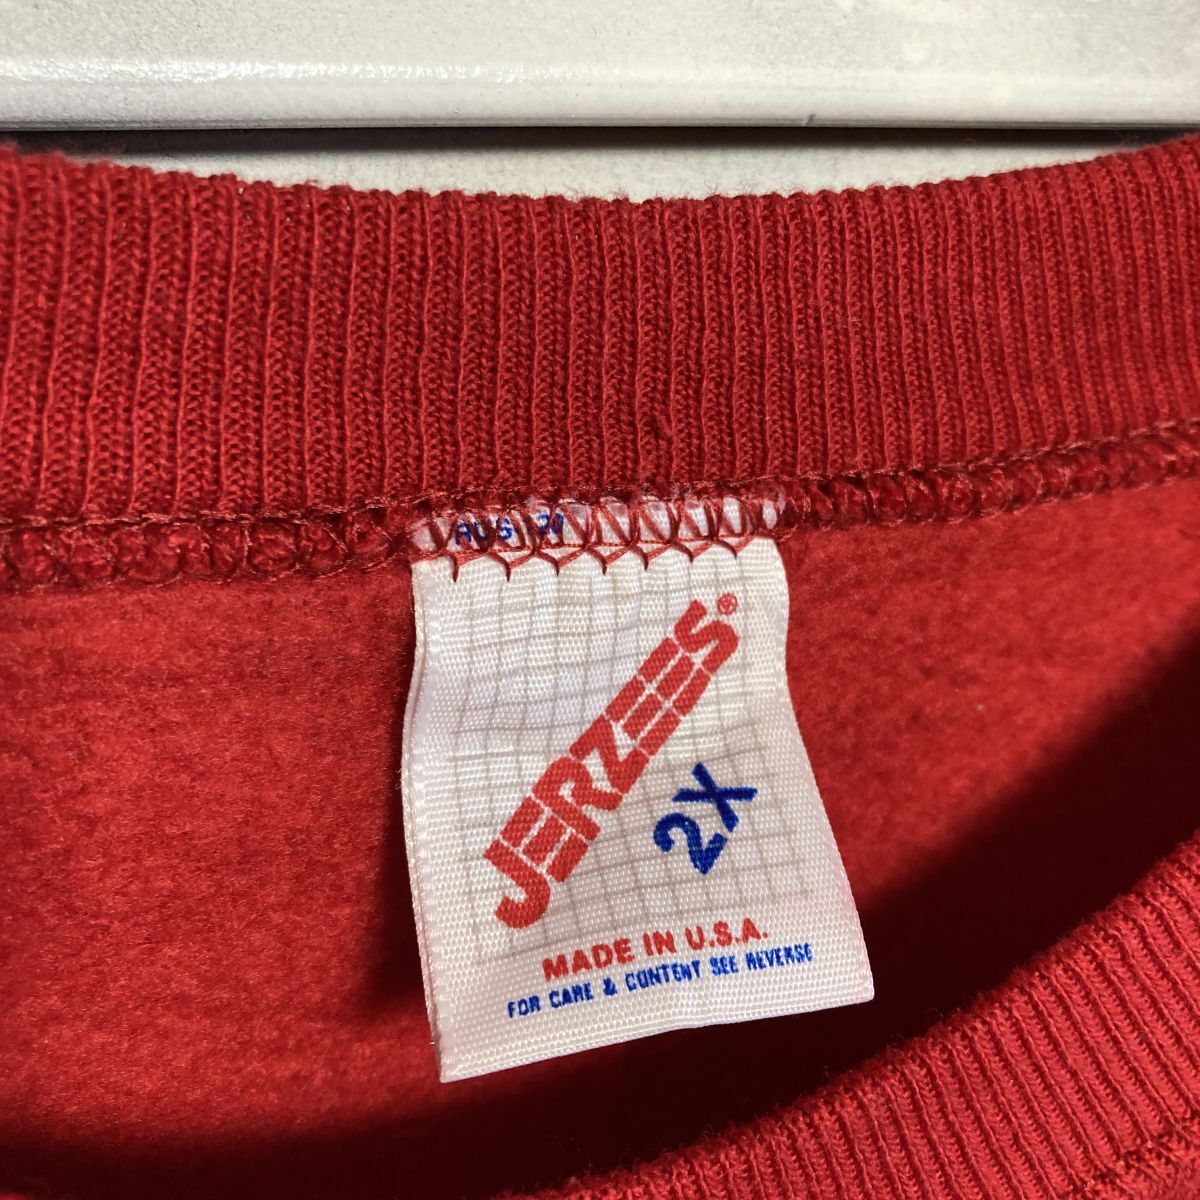 JERZEES®
2X
MADE IN U.S.A.
FOR CARE & CONTENT SEE REVERSE